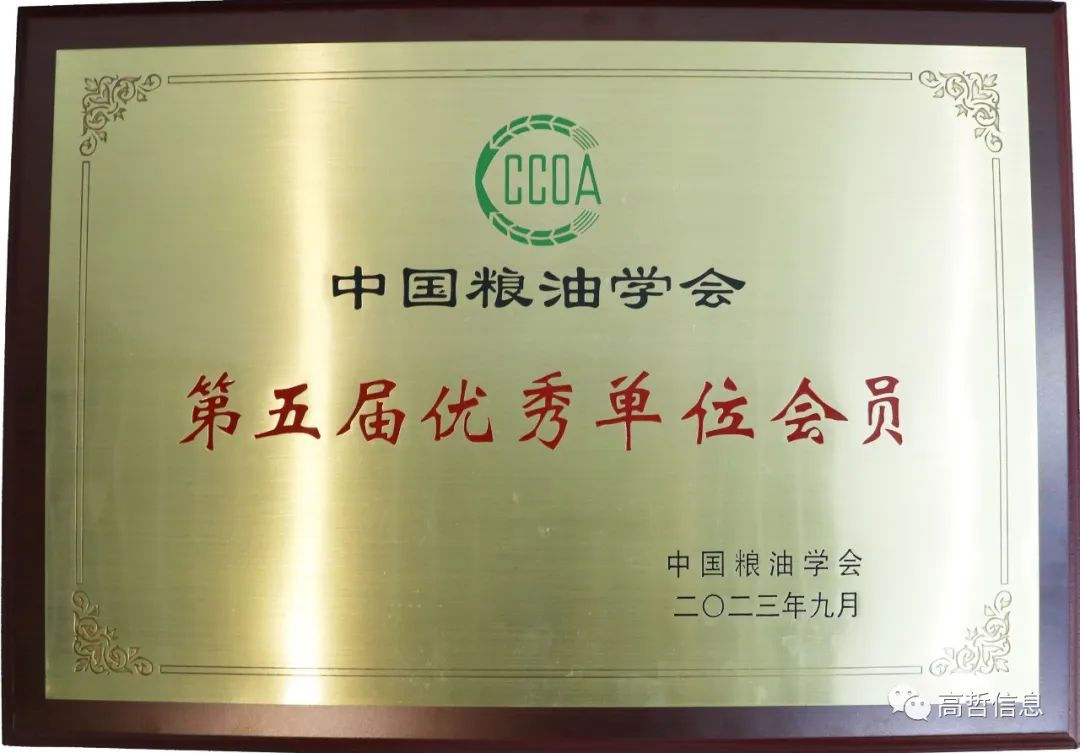 CCOA
中国粮油学会
第五届优秀单位会员
中国粮油学会
二〇二三年九月
高哲信息